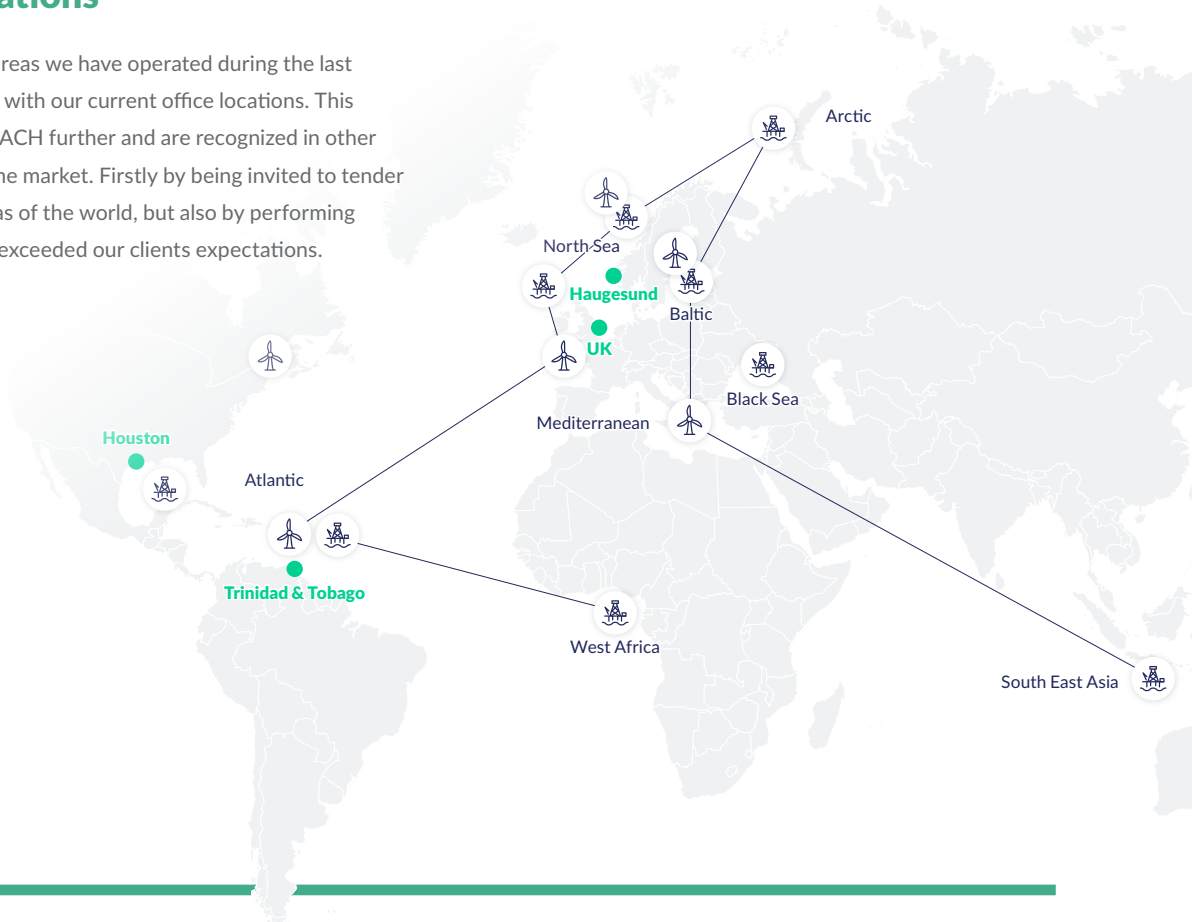 ations
reas we have operated during the last
with our current office locations. This
ACH further and are recognized in other
ne market. Firstly by being invited to tender
as of the world, but also by performing
exceeded our clients expectations.
Arctic
North Sea
Haugesund
Baltic
UK
Black Sea
Mediterranean
Houston
Atlantic
Trinidad & Tobago
West Africa
South East Asia